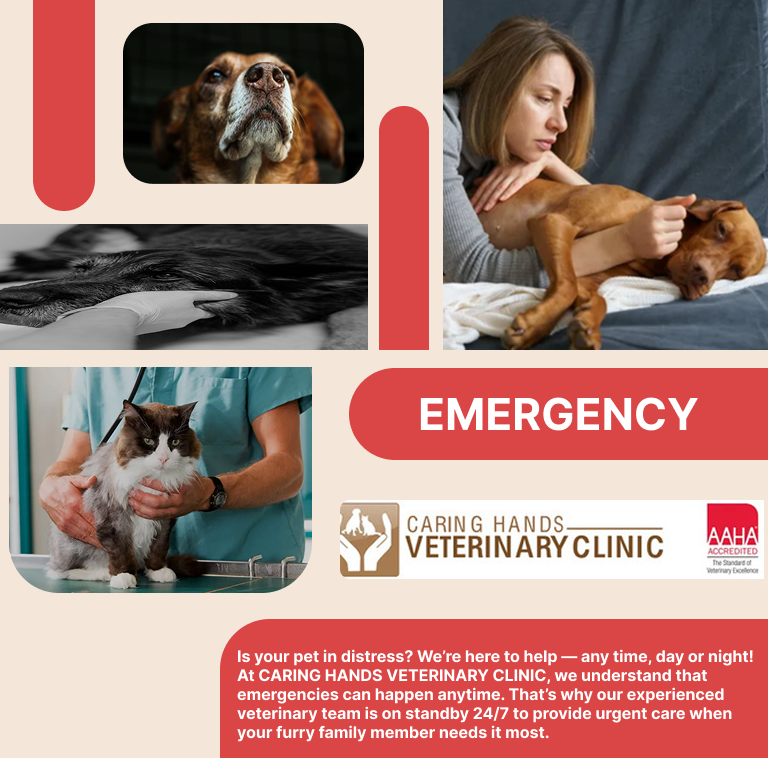 EMERGENCY
CARING HANDS
VETERINARY CLINIC
AAHA
ACCREDITED
The Standard of
Veterinary Excellence
Is your pet in distress? We’re here to help — any time, day or night!
At CARING HANDS VETERINARY CLINIC, we understand that
emergencies can happen anytime. That’s why our experienced
veterinary team is on standby 24/7 to provide urgent care when
your furry family member needs it most.